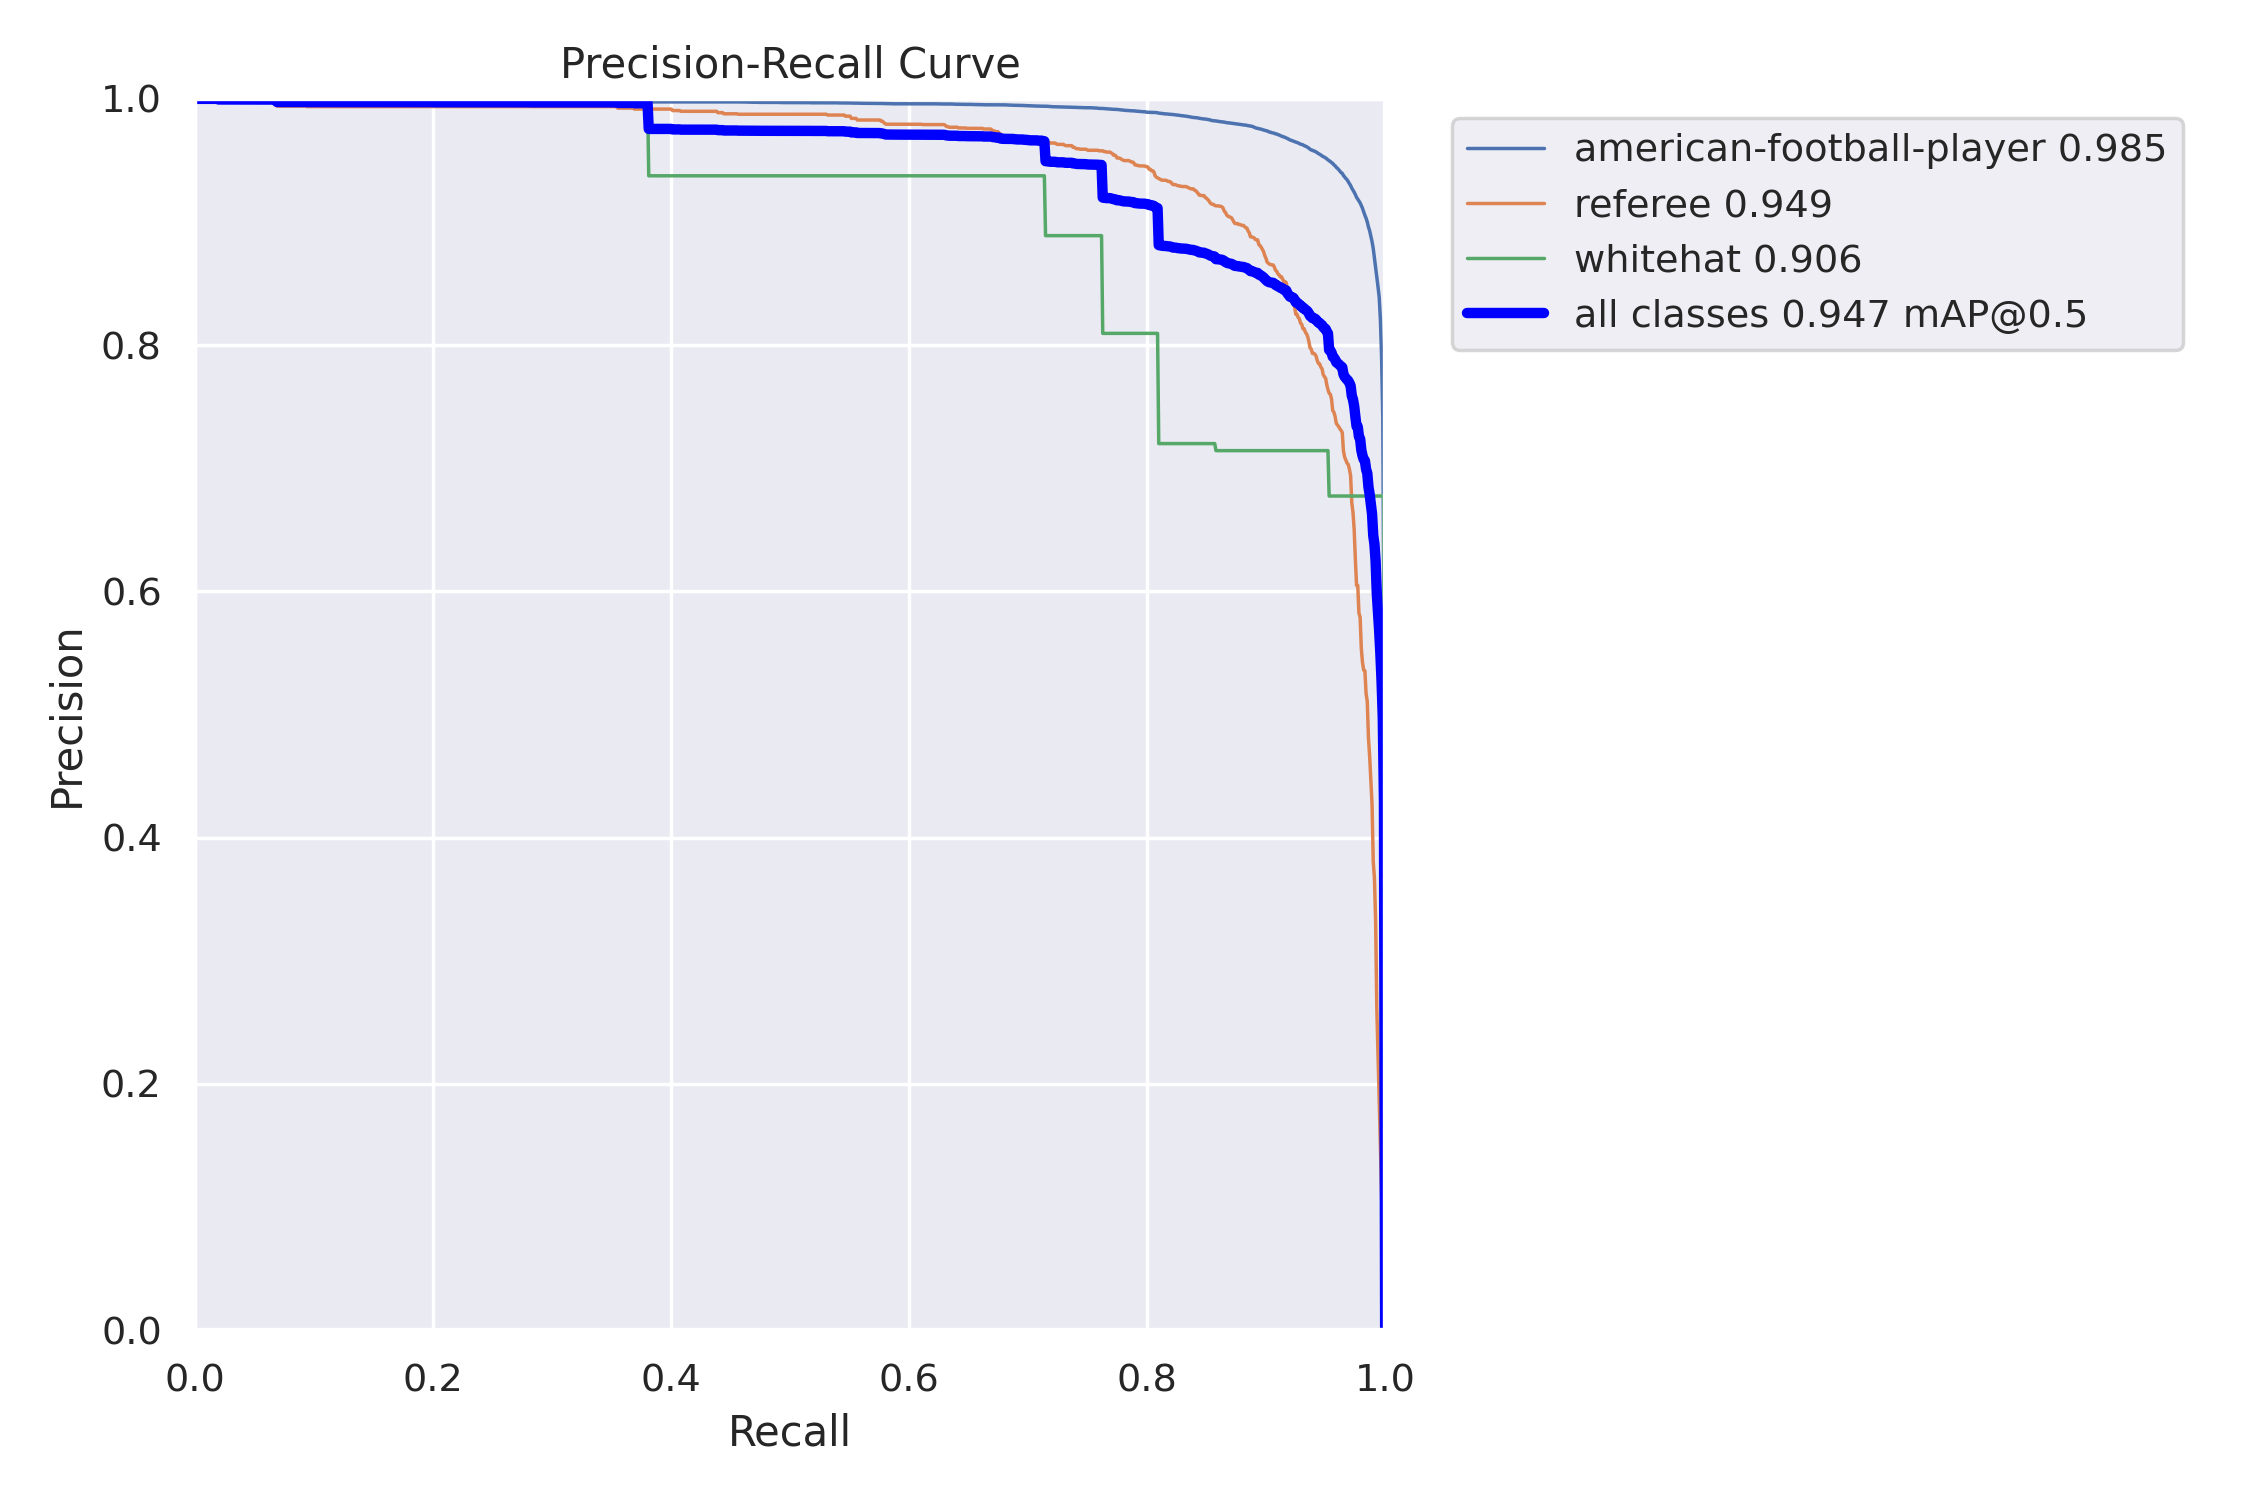 Precision-Recall Curve
1.0
0.8
0.6
0.4
0.2
0.0
Precision
0.0 0.2 0.4 0.6 0.8 1.0
Recall
american-football-player 0.985
referee 0.949
whitehat 0.906
all classes 0.947 mAP@0.5